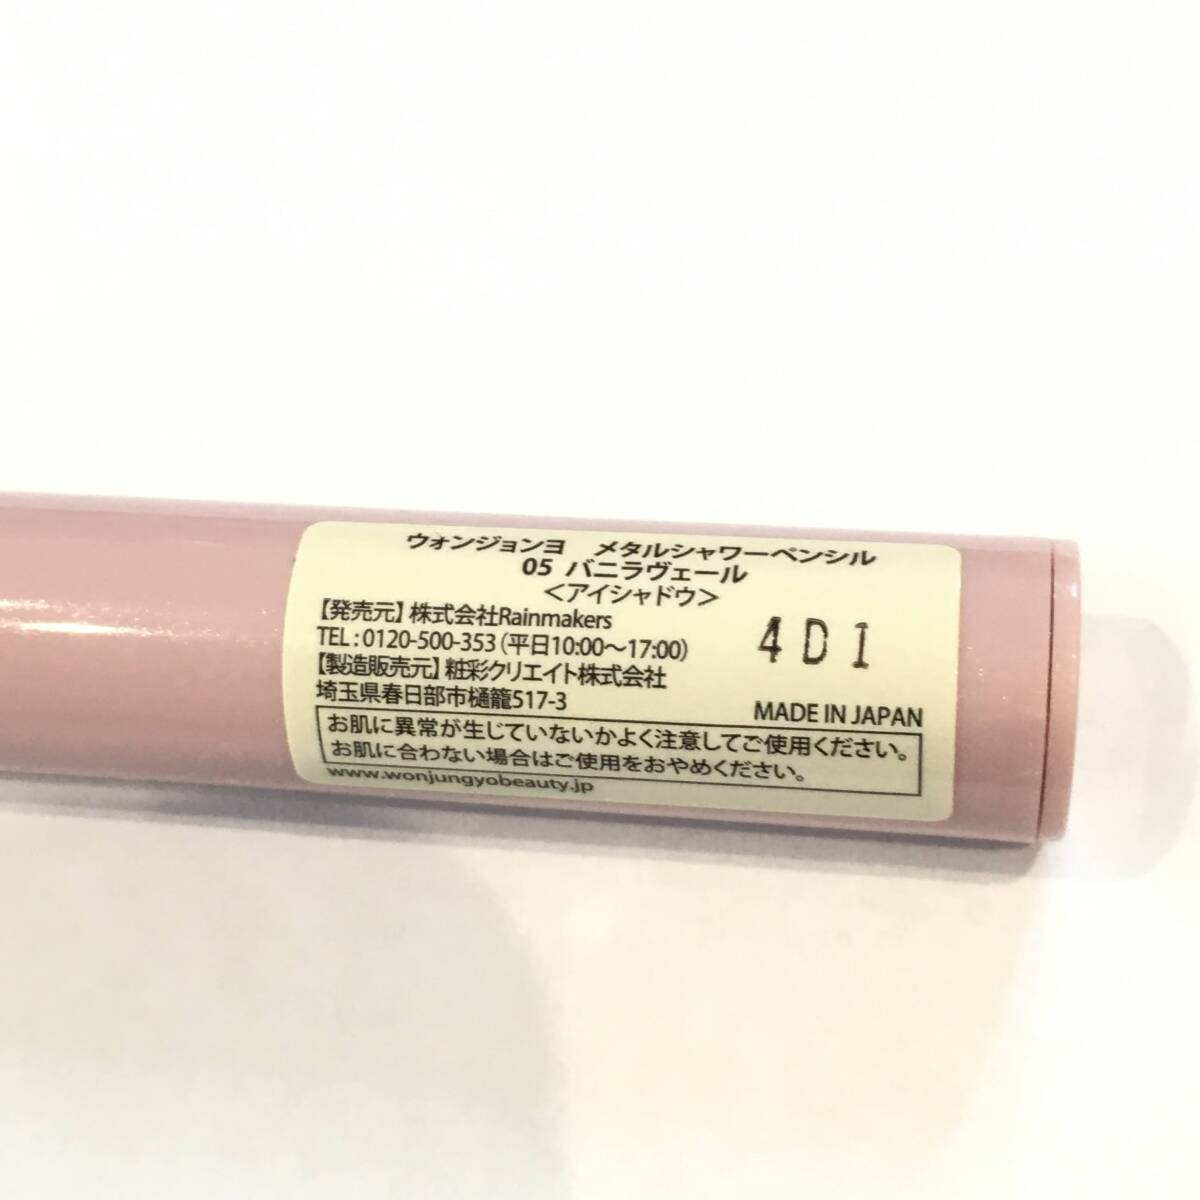 ウォンジョンヨ　メタルシャワーペンシル
05 バニラヴェール
＜アイシャドウ＞
【発売元】株式会社Rainmakers
TEL：0120-500-353（平日10:00〜17:00）
【製造販売元】粧彩クリエイト株式会社
埼玉県春日部市樋籠517-3
4D1
MADE IN JAPAN
お肌に異常が生じていないかよく注意してご使用ください。
お肌に合わない場合はご使用をおやめください。
www.wonjungyobeauty.jp